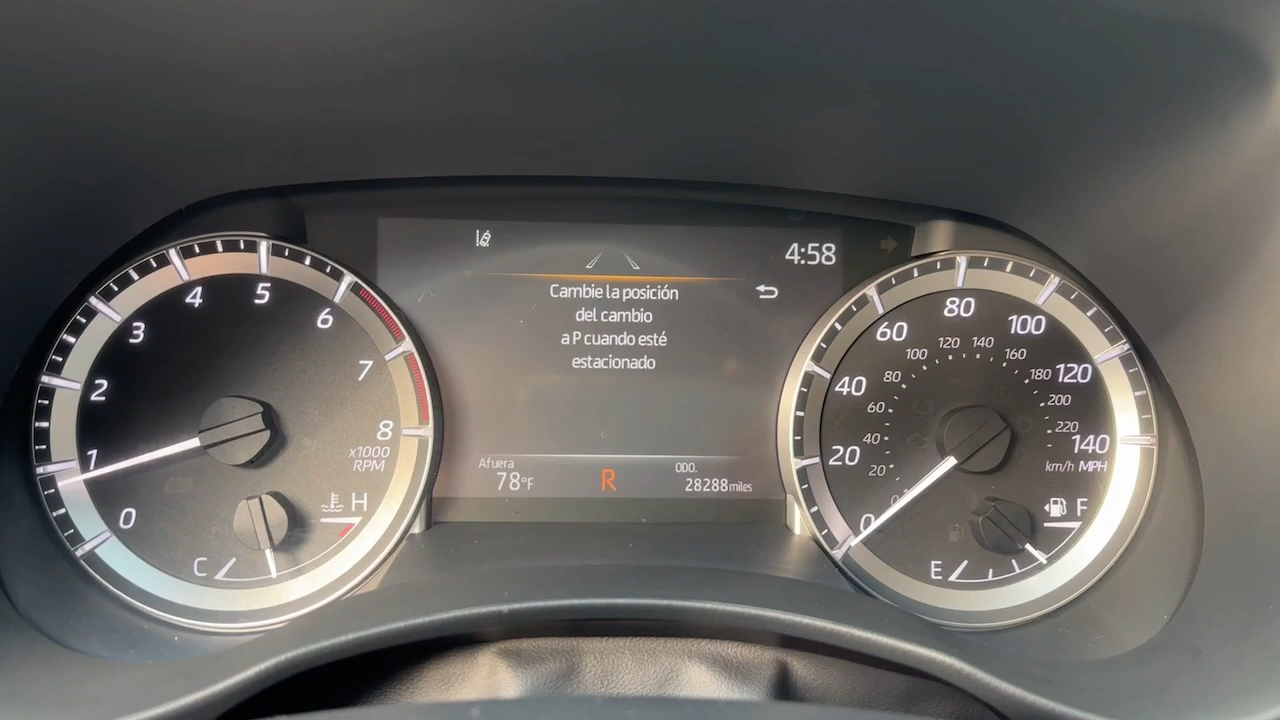 4:58
Cambie la posición
del cambio
a P cuando esté
estacionado
Afuera
78°F
R
ODO.
28288 miles
0
1
2
3
4
5
6
7
8
x1000
RPM
H
C
0
20
40
60
80
100
120
140
MPH
km/h
0
20
40
60
80
100
120
140
160
180
200
220
F
E